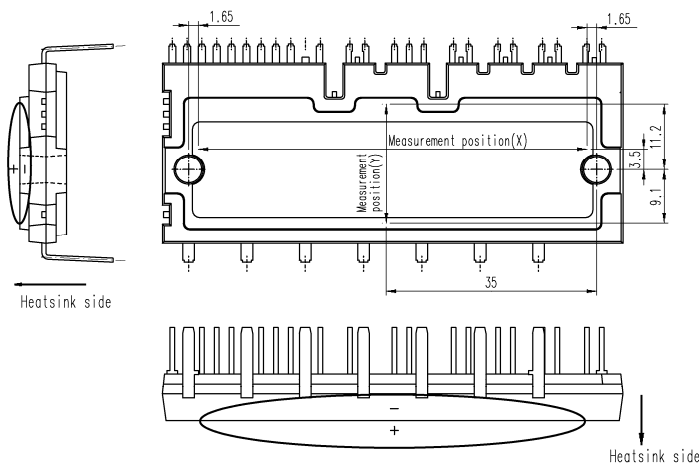 1.65
1.65
Measurement position(X)
Measurement
position(Y)
11.2
3.5
9.1
+ −
35
Heatsink side
−
+
Heatsink side